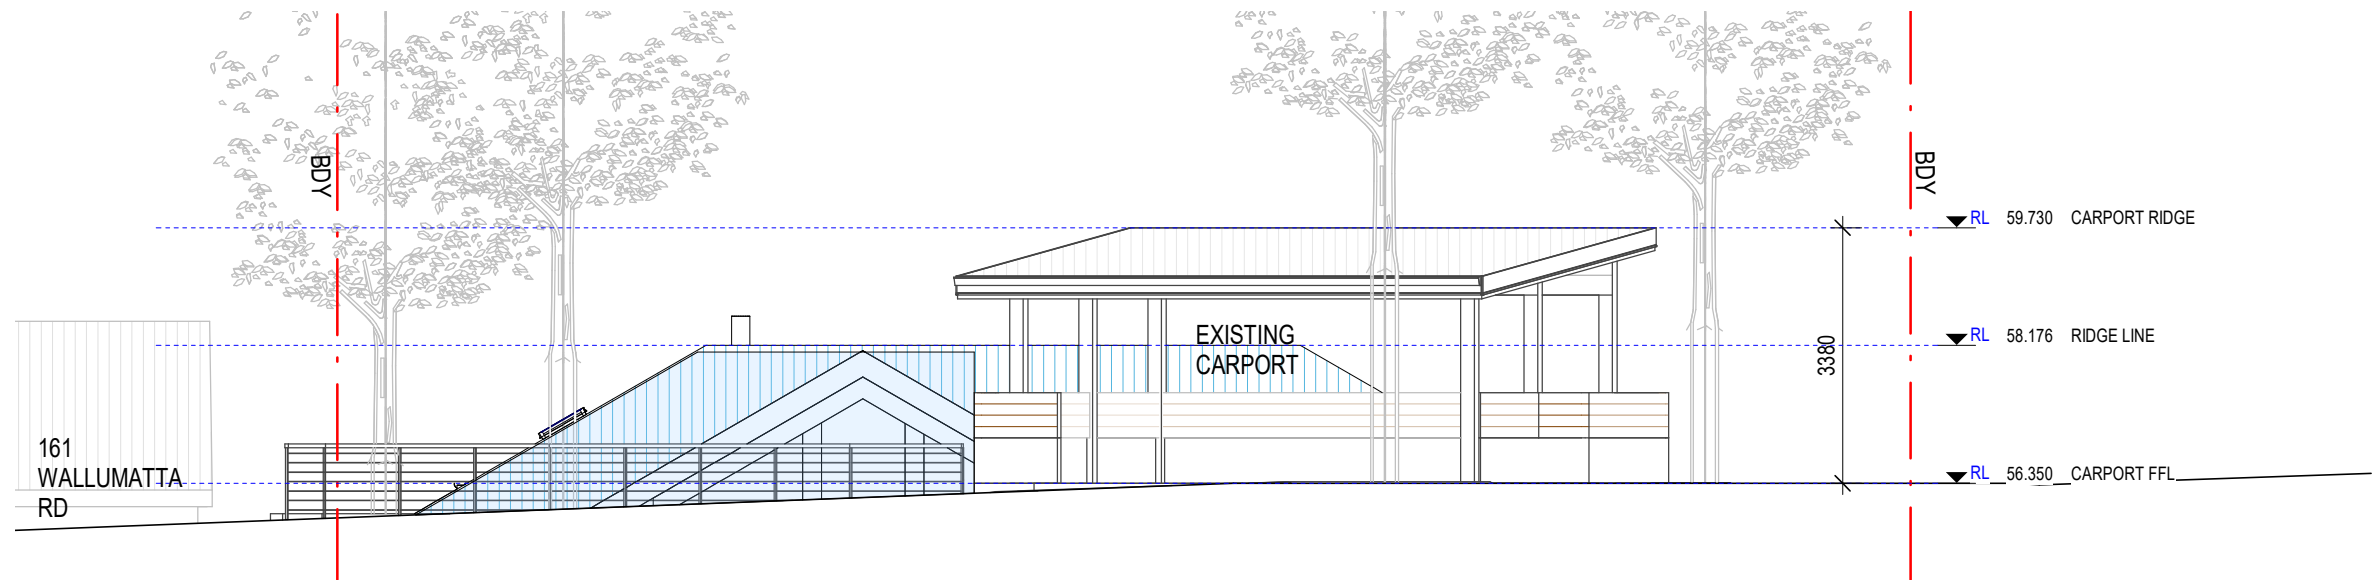 BDY
BDY
RL 59.730 CARPORT RIDGE
EXISTING
CARPORT
RL 58.176 RIDGE LINE
3380
161
WALLUMATTA
RD
RL 56.350 CARPORT FFL